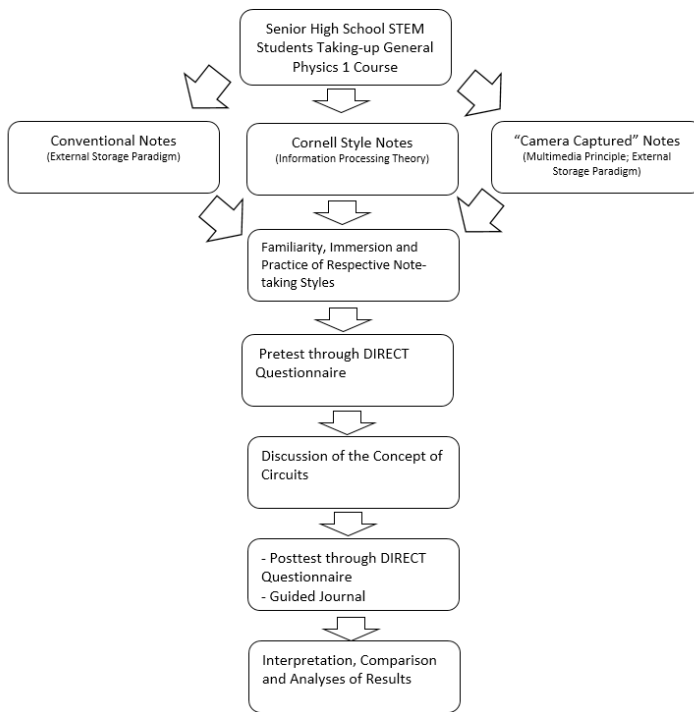 Senior High School STEM
Students Taking-up General
Physics 1 Course
Conventional Notes
(External Storage Paradigm)
Cornell Style Notes
(Information Processing Theory)
“Camera Captured” Notes
(Multimedia Principle; External
Storage Paradigm)
Familiarity, Immersion and
Practice of Respective Note-
taking Styles
Pretest through DIRECT
Questionnaire
Discussion of the Concept of
Circuits
- Posttest through DIRECT
Questionnaire
- Guided Journal
Interpretation, Comparison
and Analyses of Results